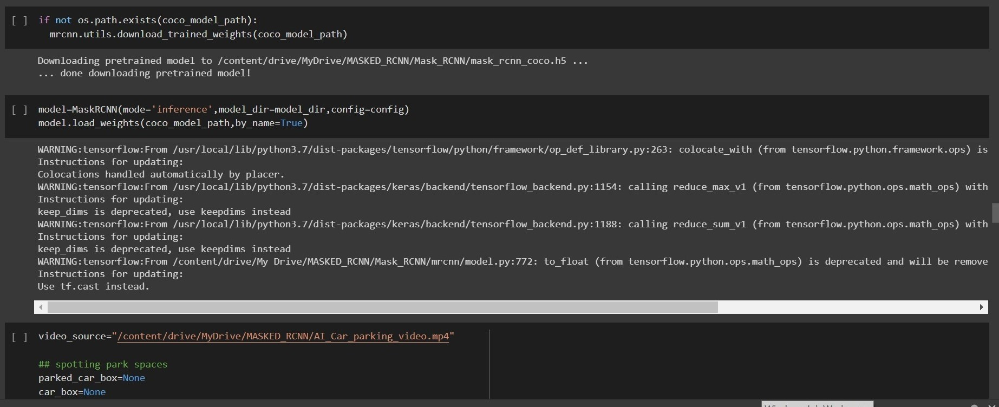 [ ] if not os.path.exists(coco_model_path):
mrcnn.utils.download_trained_weights(coco_model_path)
Downloading pretrained model to /content/drive/MyDrive/MASKED_RCNN/Mask_RCNN/mask_rcnn_coco.h5 ...
... done downloading pretrained model!
[ ] model=MaskRCNN(mode='inference',model_dir=model_dir,config=config)
model.load_weights(coco_model_path,by_name=True)
WARNING:tensorflow:From /usr/local/lib/python3.7/dist-packages/tensorflow/python/framework/op_def_library.py:263: colocate_with (from tensorflow.python.framework.ops) is
Instructions for updating:
Colocations handled automatically by placer.
WARNING:tensorflow:From /usr/local/lib/python3.7/dist-packages/keras/backend/tensorflow_backend.py:1154: calling reduce_max_v1 (from tensorflow.python.ops.math_ops) with
Instructions for updating:
keep_dims is deprecated, use keepdims instead
WARNING:tensorflow:From /usr/local/lib/python3.7/dist-packages/keras/backend/tensorflow_backend.py:1188: calling reduce_sum_v1 (from tensorflow.python.ops.math_ops) with
Instructions for updating:
keep_dims is deprecated, use keepdims instead
WARNING:tensorflow:From /content/drive/My Drive/MASKED_RCNN/Mask_RCNN/mrcnn/model.py:772: to_float (from tensorflow.python.ops.math_ops) is deprecated and will be remove
Instructions for updating:
Use tf.cast instead.
[ ] video_source="/content/drive/MyDrive/MASKED_RCNN/AI_Car_parking_video.mp4"
## spotting park spaces
parked_car_box=None
car_box=None